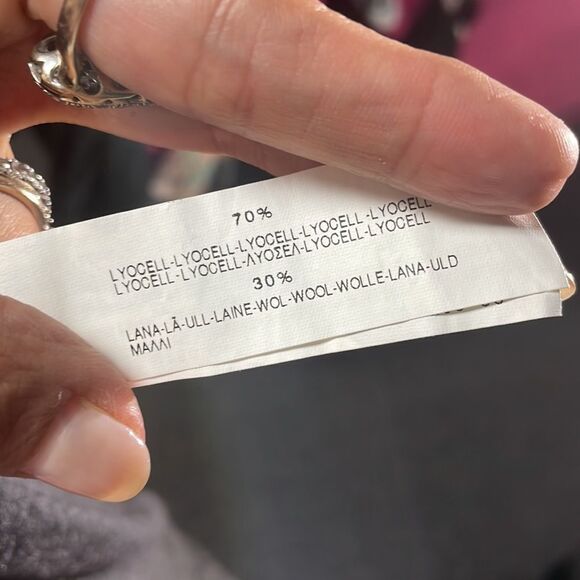 70%
LYOCELL-LYOCELL-LYOCELL-LYOCELL-LYOCELL
LYOCELL-LYOCELL-ΛΥΟΣΕΛ-LYOCELL-LYOCELL
30%
LANA-LÃ-ULL-LAINE-WOL-WOOL-WOLLE-LANA-ULD
ΜΑΛΛΙ